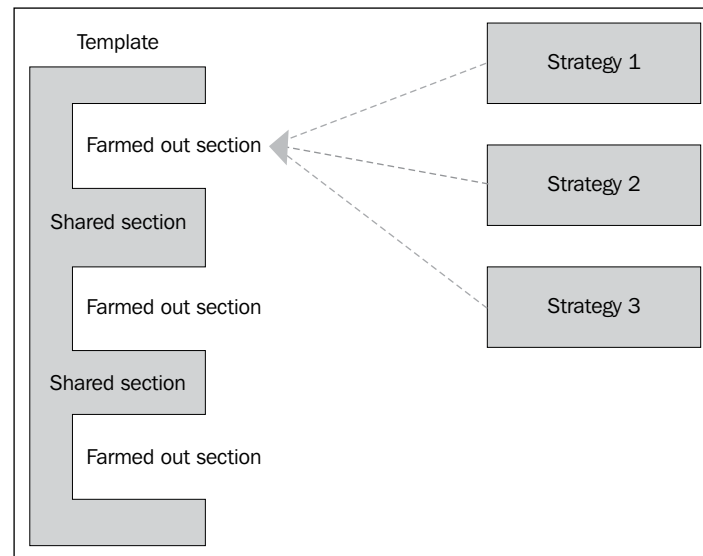 Template
Farmed out section
Shared section
Farmed out section
Shared section
Farmed out section
Strategy 1
Strategy 2
Strategy 3